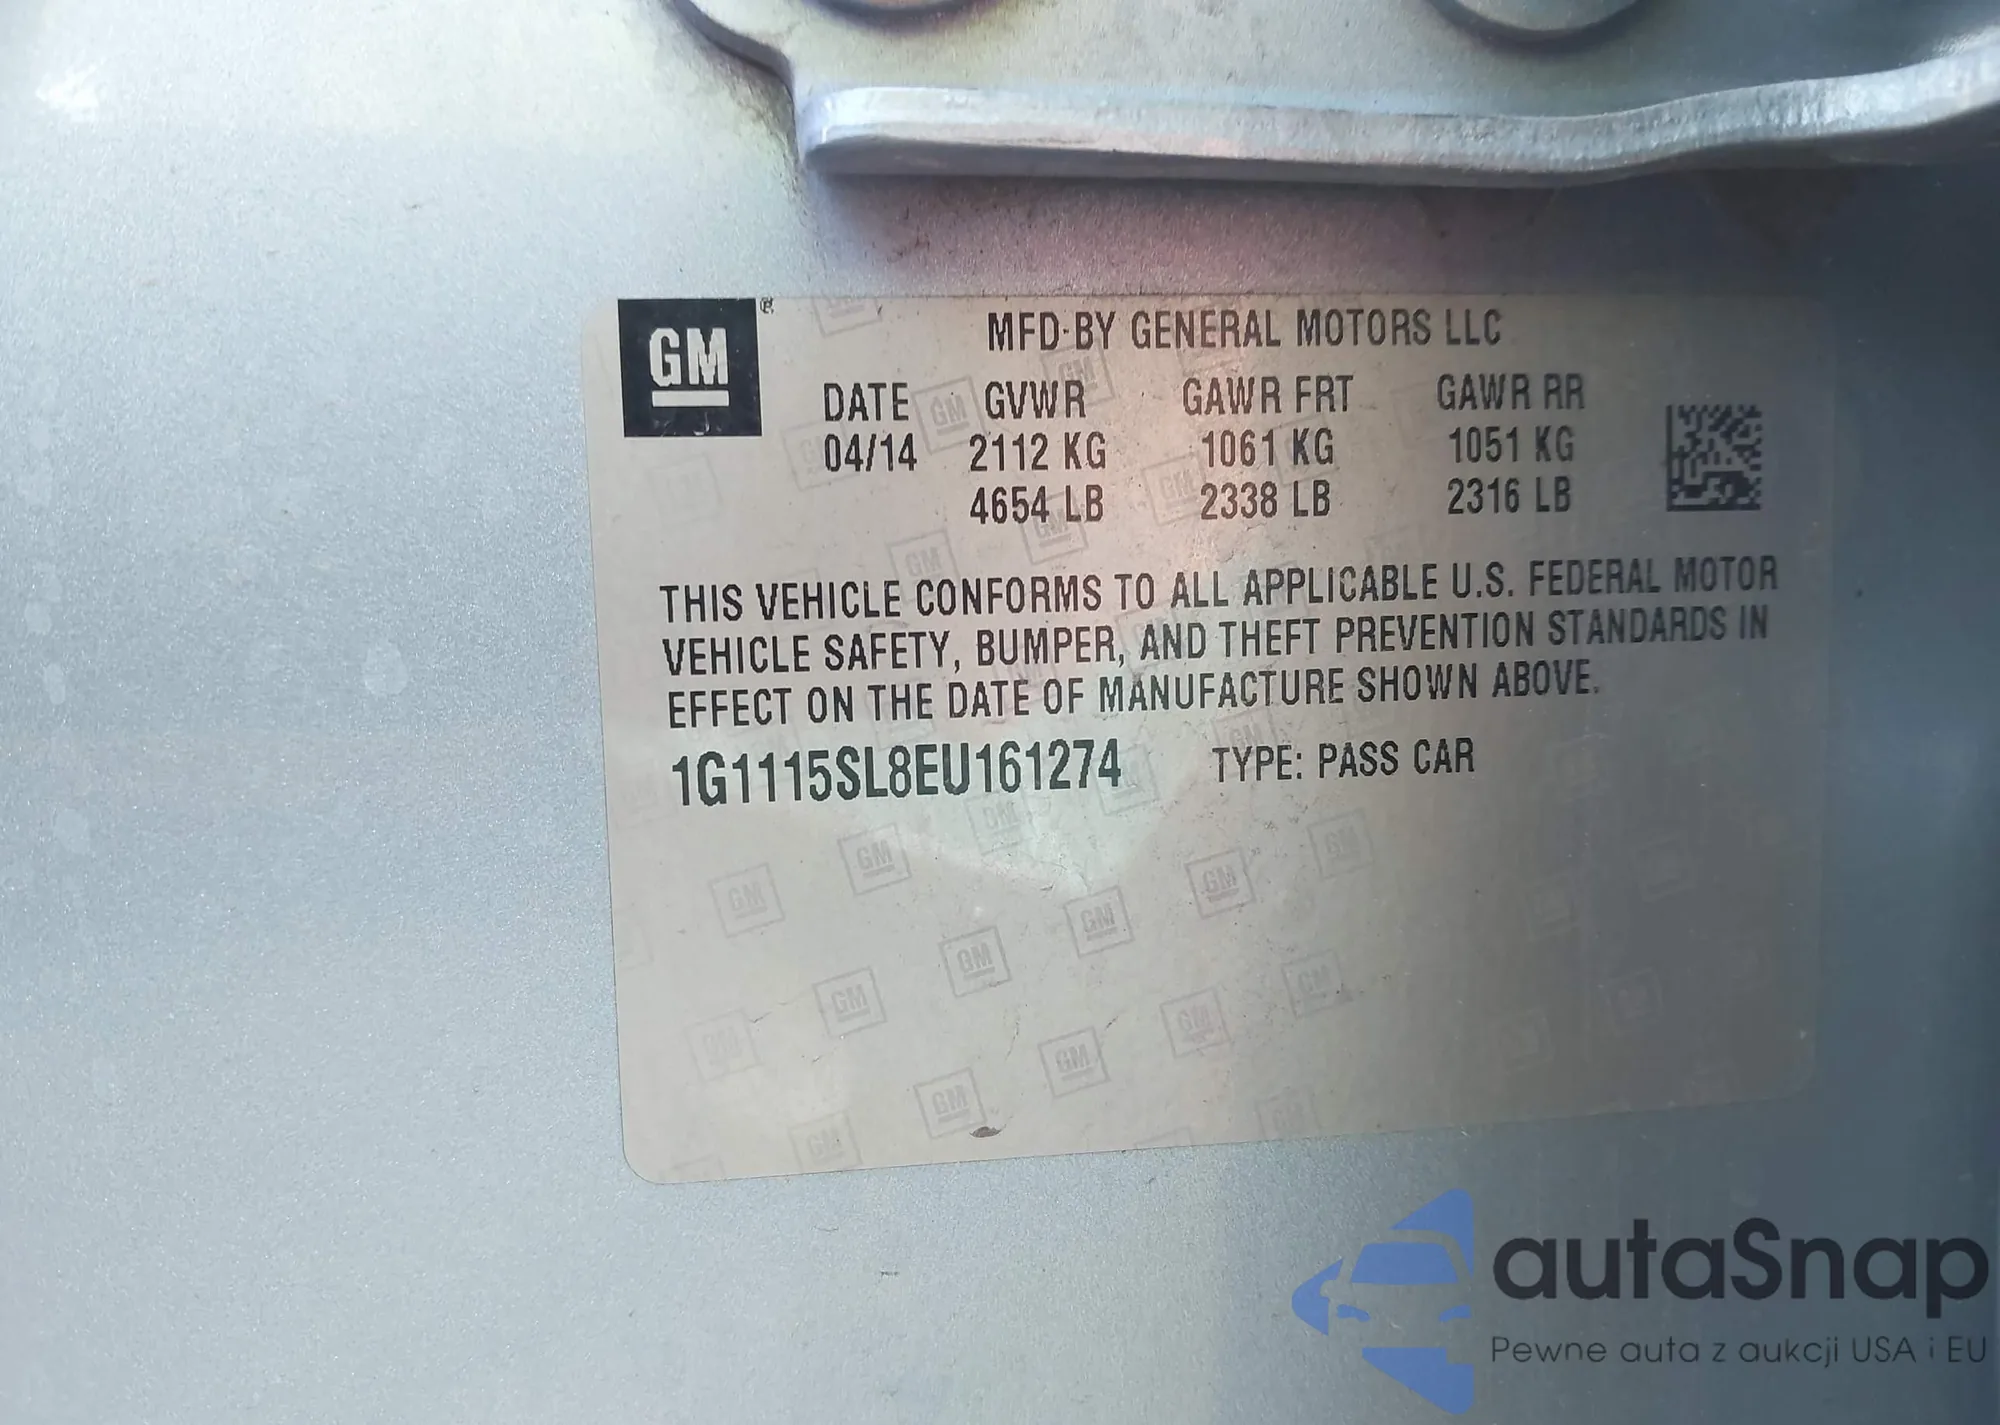 GM
MFD BY GENERAL MOTORS LLC
DATE GVWR GAWR FRT GAWR RR
04/14 2112 KG 1061 KG 1051 KG
4654 LB 2338 LB 2316 LB
THIS VEHICLE CONFORMS TO ALL APPLICABLE U.S. FEDERAL MOTOR
VEHICLE SAFETY, BUMPER, AND THEFT PREVENTION STANDARDS IN
EFFECT ON THE DATE OF MANUFACTURE SHOWN ABOVE.
1G1115SL8EU161274 TYPE: PASS CAR
autaSnap
Pewne auta z aukcji USA i EU